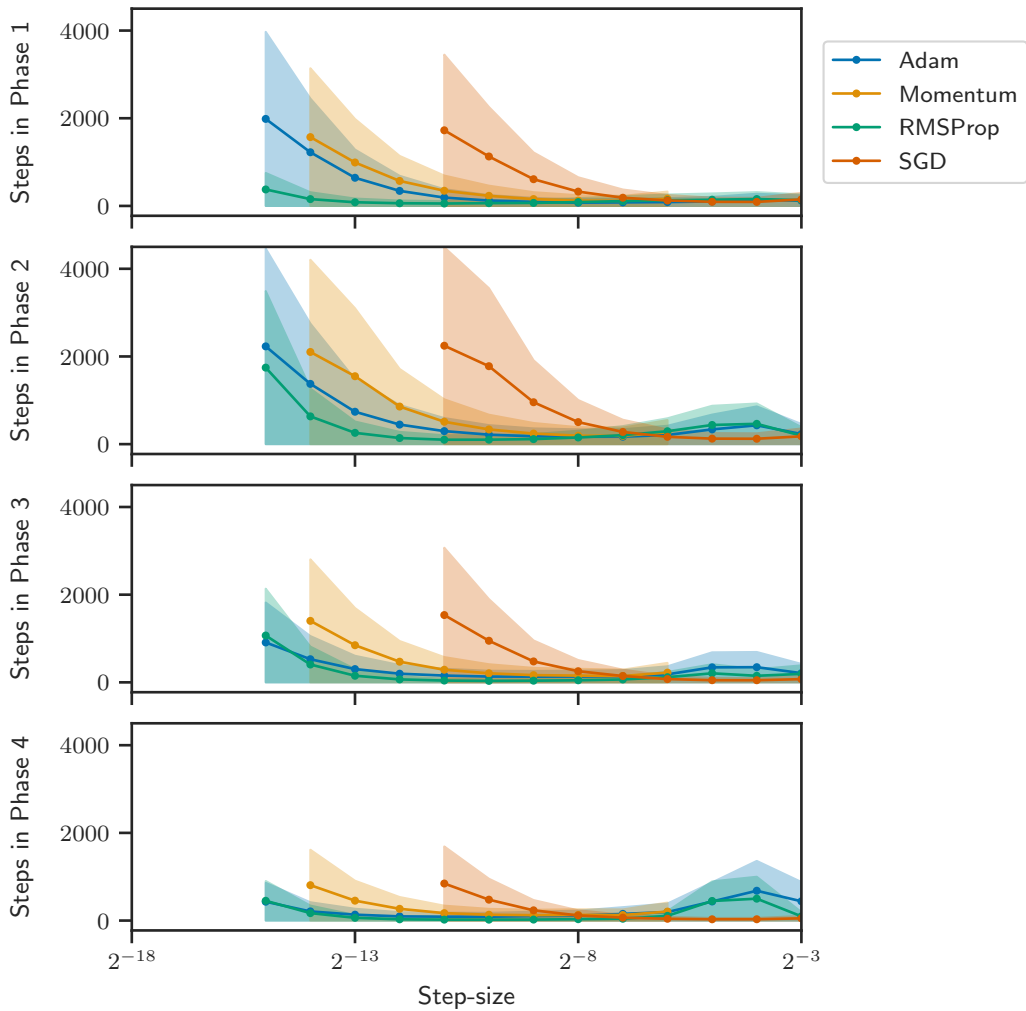 Steps in Phase 1
4000
2000
0
Adam
Momentum
RMSProp
SGD
Steps in Phase 2
4000
2000
0
Steps in Phase 3
4000
2000
0
Steps in Phase 4
4000
2000
0
2⁻¹⁸ 2⁻¹³ 2⁻⁸ 2⁻³
Step-size